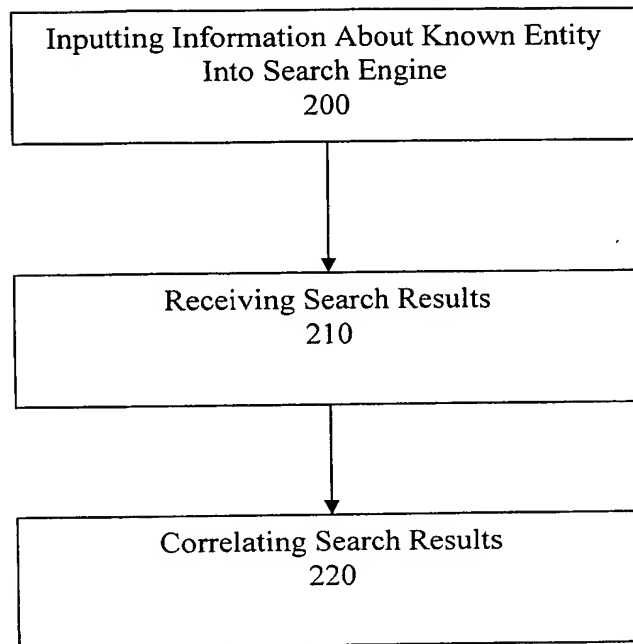 Inputting Information About Known Entity
Into Search Engine
200
Receiving Search Results
210
Correlating Search Results
220